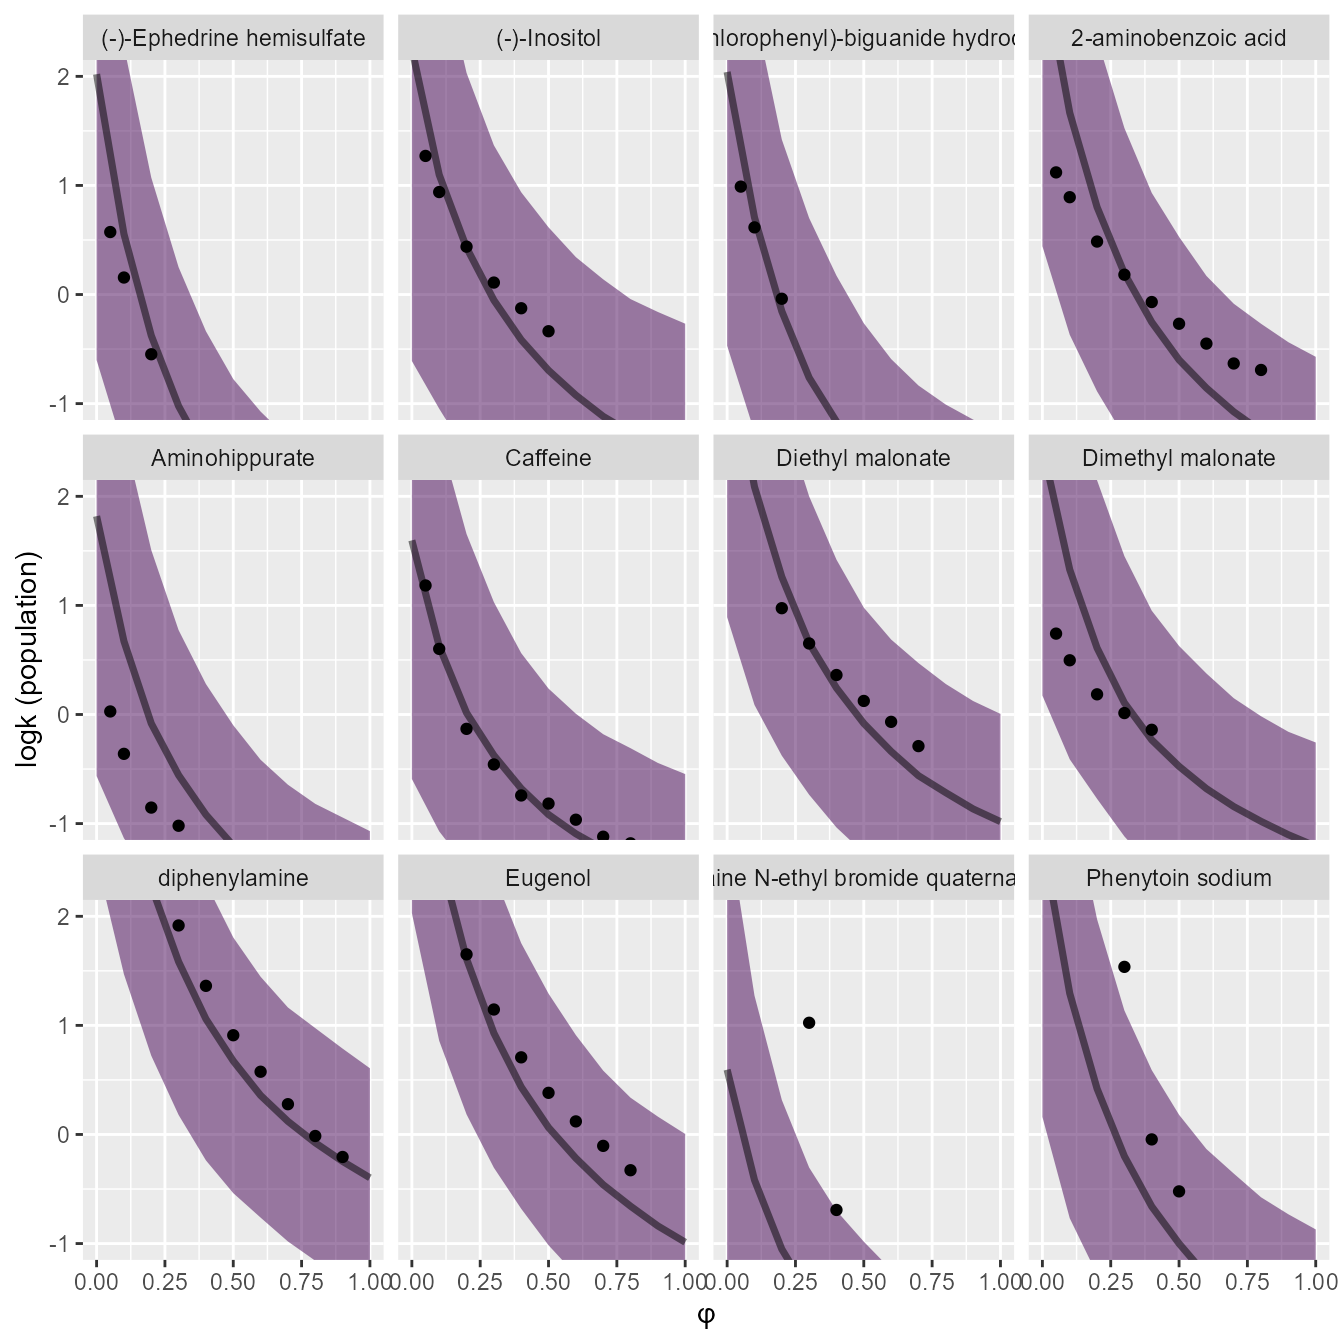 (-)-Ephedrine hemisulfate (-)-Inositol hlorophenyl)-biguanide hydroc 2-aminobenzoic acid
2
1
0
-1
Aminohippurate Caffeine Diethyl malonate Dimethyl malonate
2
1
0
-1
logk (population)
diphenylamine Eugenol nine N-ethyl bromide quaterna Phenytoin sodium
2
1
0
-1
0.00 0.25 0.50 0.75 1.00 0.00 0.25 0.50 0.75 1.00 0.00 0.25 0.50 0.75 1.00 0.00 0.25 0.50 0.75 1.00
φ